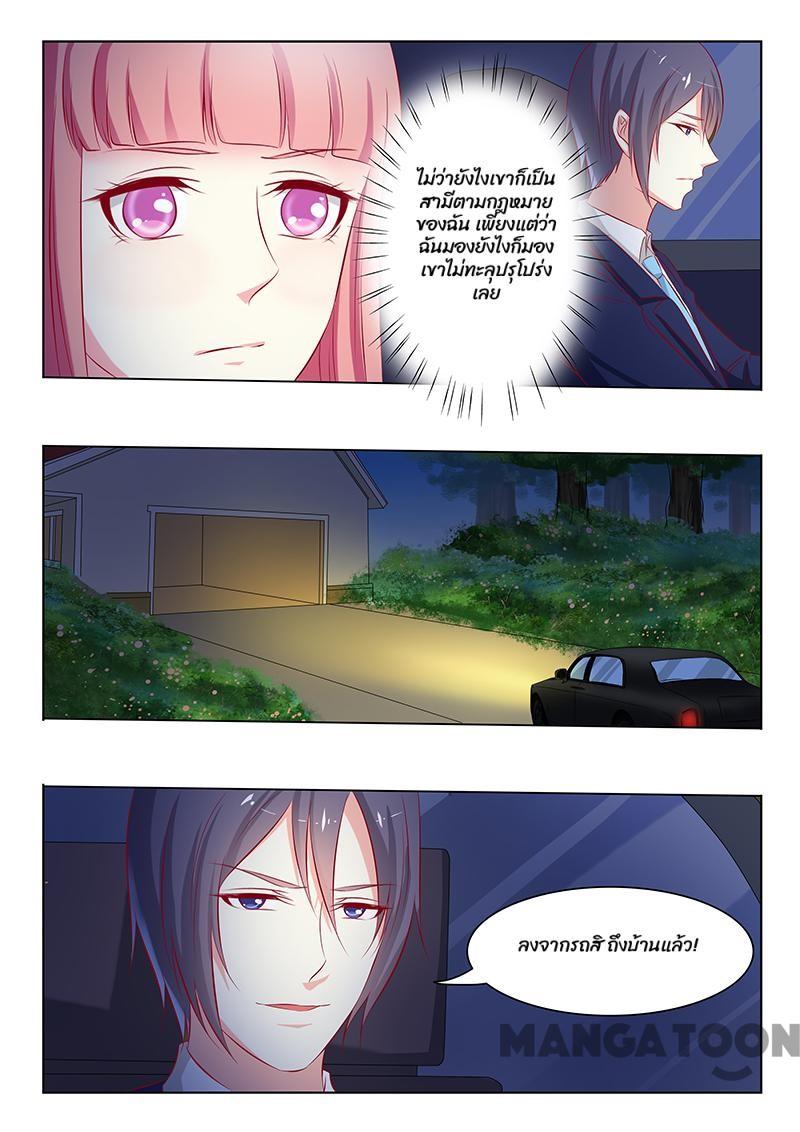 ไม่ว่ายังไงเขาก็เป็น
สามีตามกฎหมาย
ของฉัน เพียงแต่ว่า
ฉันมองยังไงก็มอง
เขาไม่ทะลุปรุโปร่ง
เลย
ลงจากรถสิ ถึงบ้านแล้ว!
MANGATOON